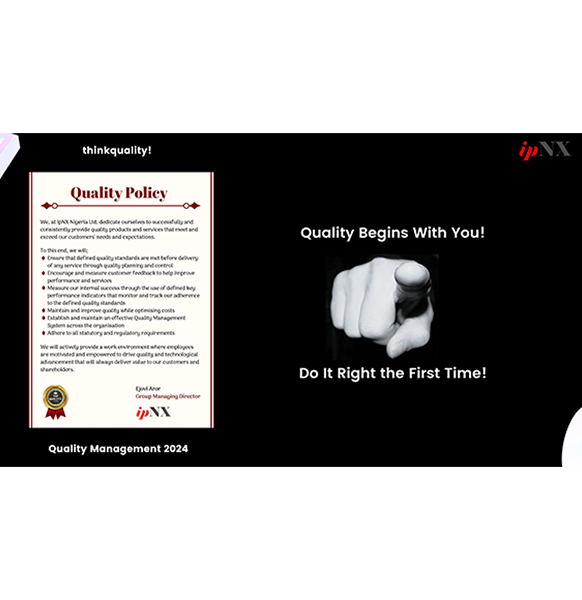 thinkquality!
ipNX
Quality Policy
We, at ipNX Nigeria Ltd, dedicate ourselves to successfully and
consistently provide quality products and services that meet and
exceed our customers' needs and expectations.
To this end, we will;
Ensure that defined quality standards are met before delivery
of any service through quality planning and control
Encourage and measure customer feedback to help improve
performance and services
Measure our internal success through the use of defined key
performance indicators that monitor and track our adherence
to the defined quality standards
Maintain and improve quality while optimising costs
Establish and maintain an effective Quality Management
System across the organisation
Adhere to all statutory and regulatory requirements
We will actively provide a work environment where employees
are motivated and empowered to drive quality and technological
advancement that will always deliver value to our customers and
shareholders.
Ejovi Aror
Group Managing Director
ipNX
Quality Management 2024
Quality Begins With You!
Do It Right the First Time!